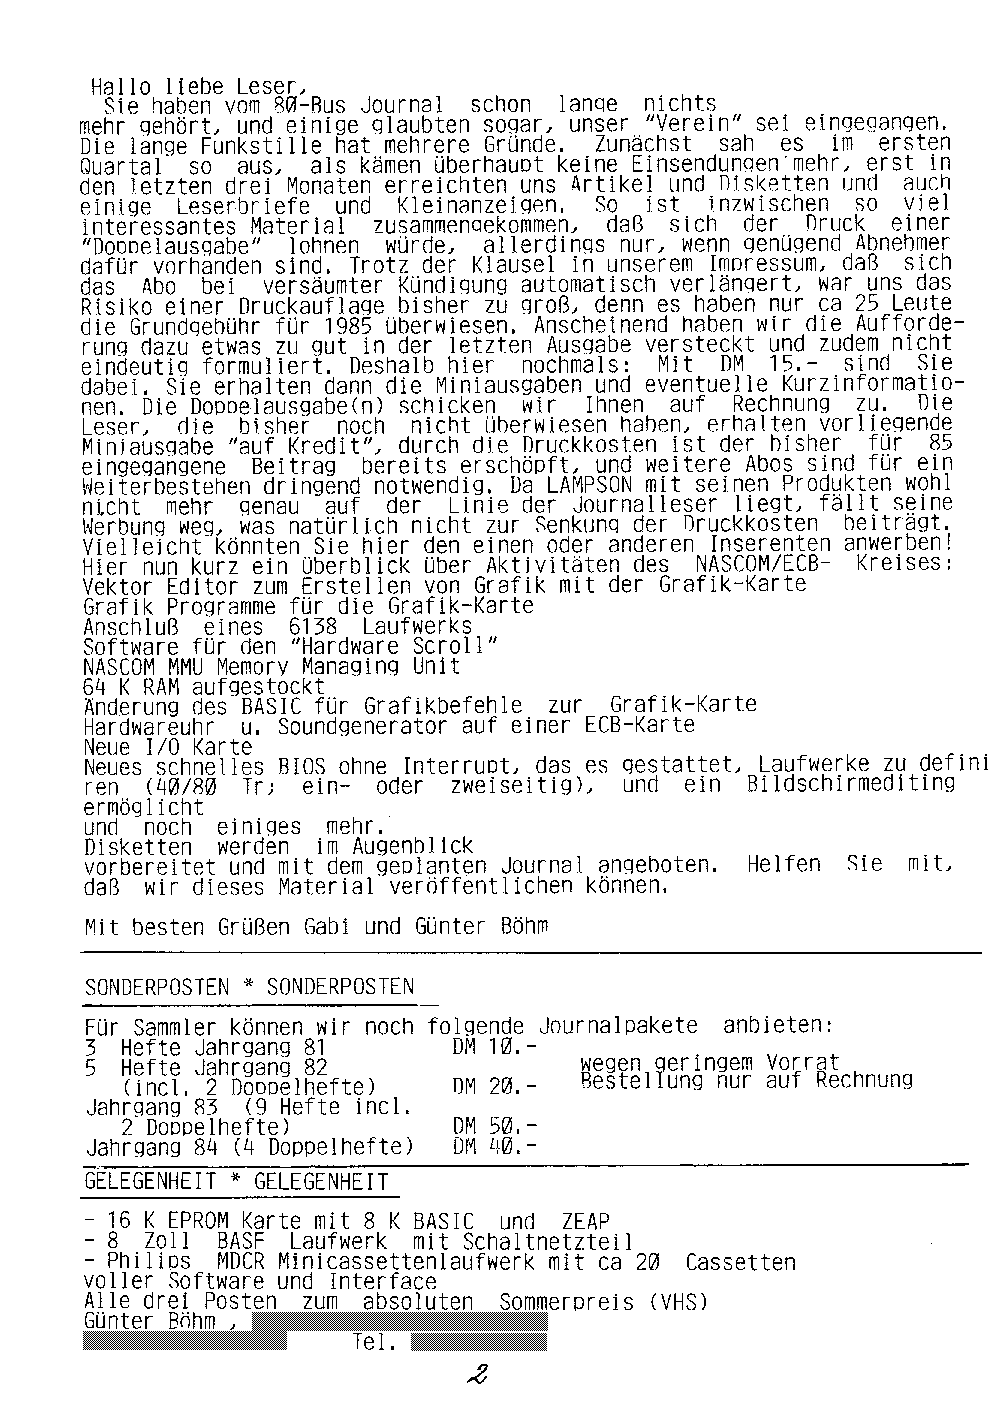 Hallo liebe Leser,
Sie haben vom 80-Bus Journal schon lange nichts
mehr gehört, und einige glaubten sogar, unser "Verein" sei eingegangen.
Die lange Funkstille hat mehrere Gründe. Zunächst sah es im ersten
Quartal so aus, als kämen überhaupt keine Einsendungen mehr, erst in
den letzten drei Monaten erreichten uns Artikel und Disketten und auch
einige Leserbriefe und Kleinanzeigen. So ist inzwischen so viel
interessantes Material zusammengekommen, daß sich der Druck einer
"Doppelausgabe" lohnen würde, allerdings nur, wenn genügend Abnehmer
dafür vorhanden sind. Trotz der Klausel in unserem Impressum, daß sich
das Abo bei versäumter Kündigung automatisch verlängert, war uns das
Risiko einer Druckauflage bisher zu groß, denn es haben nur ca 25 Leute
die Grundgebühr für 1985 überwiesen. Anscheinend haben wir die Aufforde-
rung dazu etwas zu gut in der letzten Ausgabe versteckt und zudem nicht
eindeutig formuliert. Deshalb hier nochmals: Mit DM 15.- sind Sie
dabei. Sie erhalten dann die Miniausgaben und eventuelle Kurzinformatio-
nen. Die Doppelausgabe(n) schicken wir Ihnen auf Rechnung zu. Die
Leser, die bisher noch nicht überwiesen haben, erhalten vorliegende
Miniausgabe "auf Kredit", durch die Druckkosten ist der bisher für 85
eingegangene Beitrag bereits erschöpft, und weitere Abos sind für ein
Weiterbestehen dringend notwendig. Da LAMPSON mit seinen Produkten wohl
nicht mehr genau auf der Linie der Journalleser liegt, fällt seine
Werbung weg, was natürlich nicht zur Senkung der Druckkosten beiträgt.
Vielleicht könnten Sie hier den einen oder anderen Inserenten anwerben!
Hier nun kurz ein Überblick über Aktivitäten des NASCOM/ECB- Kreises:
Vektor Editor zum Erstellen von Grafik mit der Grafik-Karte
Grafik Programme für die Grafik-Karte
Anschluß eines 6138 Laufwerks
Software für den "Hardware Scroll"
NASCOM MMU Memory Managing Unit
64 K RAM aufgestockt
Änderung des BASIC für Grafikbefehle zur Grafik-Karte
Hardwareuhr u. Soundgenerator auf einer ECB-Karte
Neue I/O Karte
Neues schnelles BIOS ohne Interrupt, das es gestattet, Laufwerke zu defini
ren (40/80 Tr; ein- oder zweiseitig), und ein Bildschirmediting
ermöglicht
und noch einiges mehr.
Disketten werden im Augenblick
vorbereitet und mit dem geplanten Journal angeboten. Helfen Sie mit,
daß wir dieses Material veröffentlichen können.
Mit besten Grüßen Gabi und Günter Böhm
SONDERPOSTEN * SONDERPOSTEN
Für Sammler können wir noch folgende Journalpakete anbieten:
3 Hefte Jahrgang 81 DM 10.-
5 Hefte Jahrgang 82 wegen geringem Vorrat
(incl. 2 Doppelhefte) DM 20.- Bestellung nur auf Rechnung
Jahrgang 83 (9 Hefte incl.
2 Doppelhefte) DM 50.-
Jahrgang 84 (4 Doppelhefte) DM 40.-
GELEGENHEIT * GELEGENHEIT
- 16 K EPROM Karte mit 8 K BASIC und ZEAP
- 8 Zoll BASF Laufwerk mit Schaltnetzteil
- Philips MDCR Minicassettenlaufwerk mit ca 20 Cassetten
voller Software und Interface
Alle drei Posten zum absoluten Sommerpreis (VHS)
Günter Böhm ,
Tel.
2